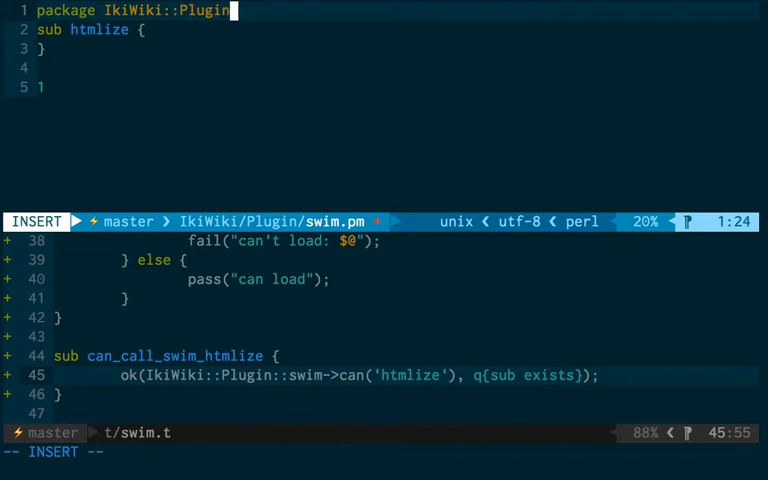 1 package IkiWiki::Plugin
2 sub htmlize {
3 }
4
5 1
INSERT ⚡ master ❯ IkiWiki/Plugin/swim.pm + unix ❮ utf-8 ❮ perl 20% ⁋ 1:24
+ 38 fail("can't load: $@");
+ 39 } else {
+ 40 pass("can load");
+ 41 }
+ 42 }
+ 43
+ 44 sub can_call_swim_htmlize {
+ 45 ok(IkiWiki::Plugin::swim->can('htmlize'), q{sub exists});
+ 46 }
47
⚡ master t/swim.t 88% ❮ ⁋ 45:55
-- INSERT --